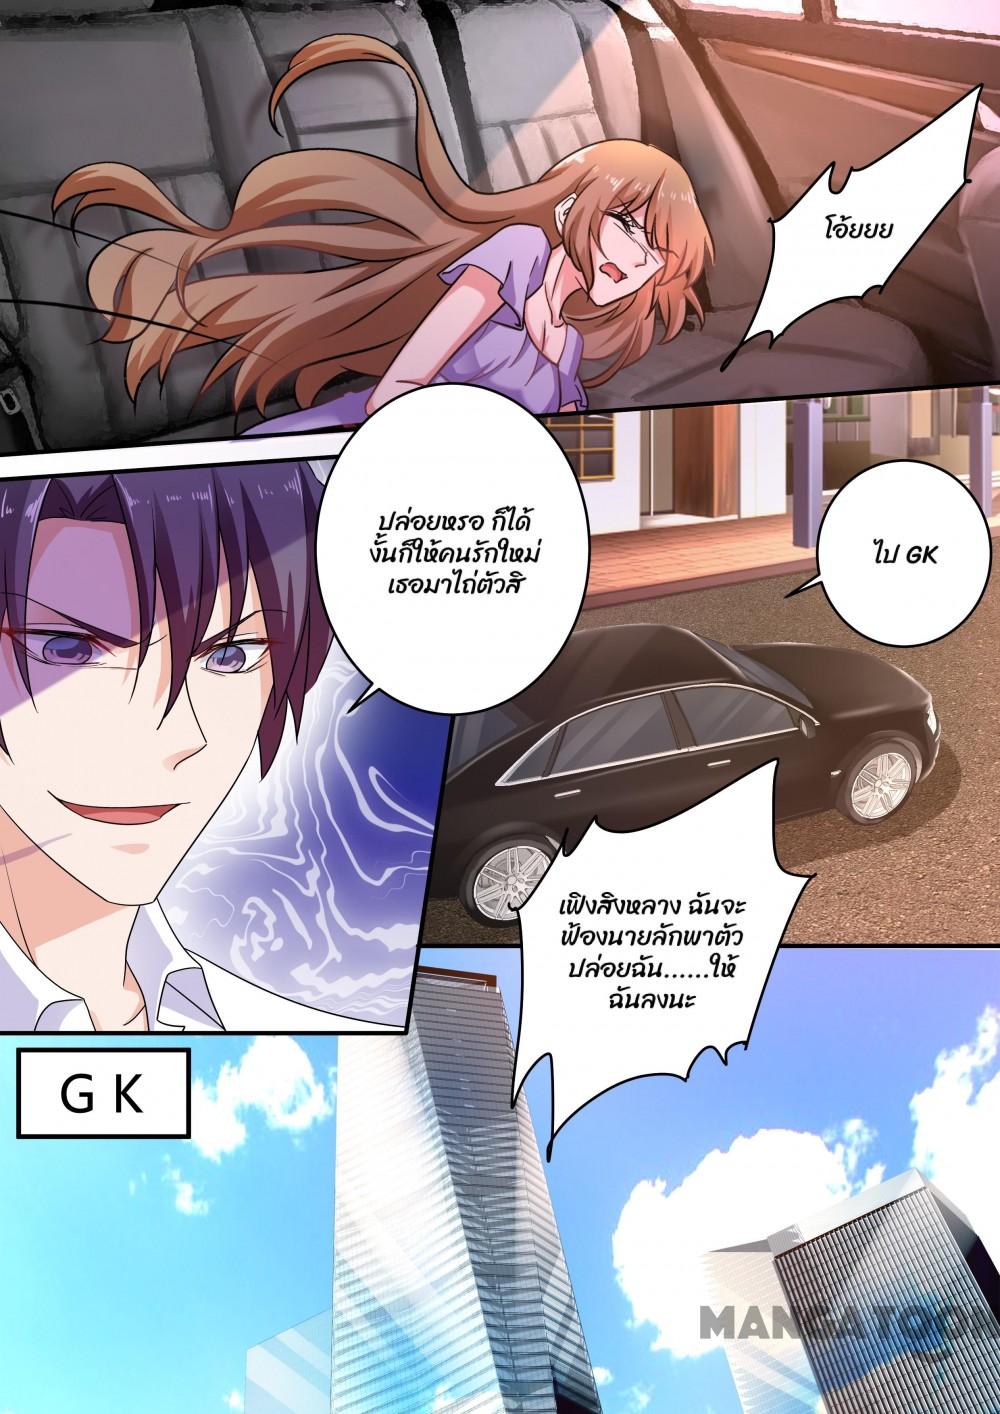 โอ้ยยย
ปล่อยหรอ ก็ได้
งั้นก็ให้คนรักใหม่
เธอมาไถ่ตัวสิ
ไป GK
เฟิงสิงหลาง ฉันจะ
ฟ้องนายลักพาตัว
ปล่อยฉัน......ให้
ฉันลงนะ
GK
MANGATOON